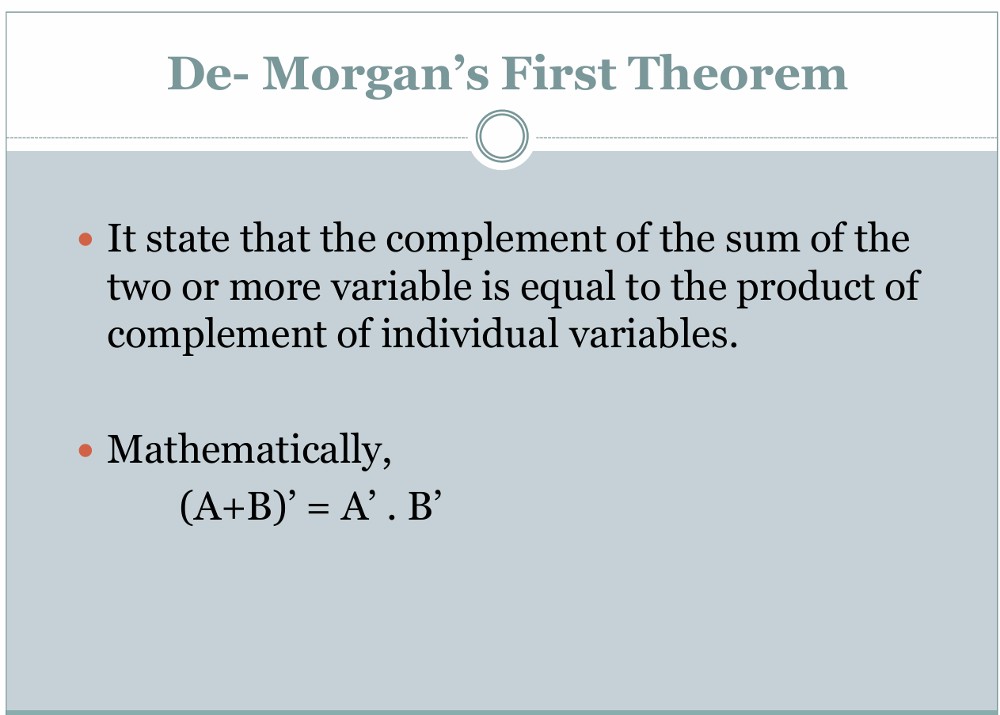 De- Morgan’s First Theorem
• It state that the complement of the sum of the
two or more variable is equal to the product of
complement of individual variables.
• Mathematically,
(A+B)’ = A’ . B’